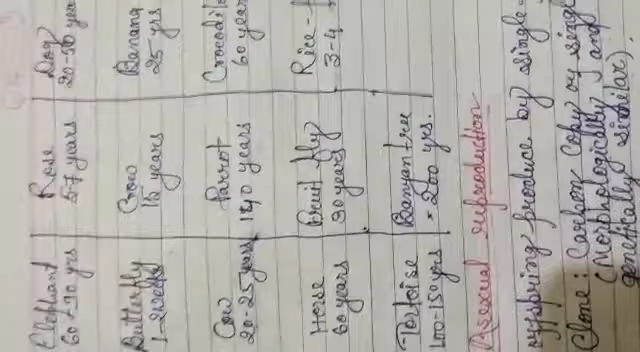 Elephant Rose Dog
60-90 yrs 5-7 years 20-30
Butterfly Crow Banana
1-2 15 years 25 yrs
Cow Parrot Crocodile
20-25 years 140 years 60 years
Horse Fruit fly Rice -
60 years 30 years 3-4
Tortoise Banyan tree
100-150 yrs = 200 yrs.
Asexual reproduction
offspring produce by single
Clone: Carbon Copy of single
(Morphologically and
genetically similar).